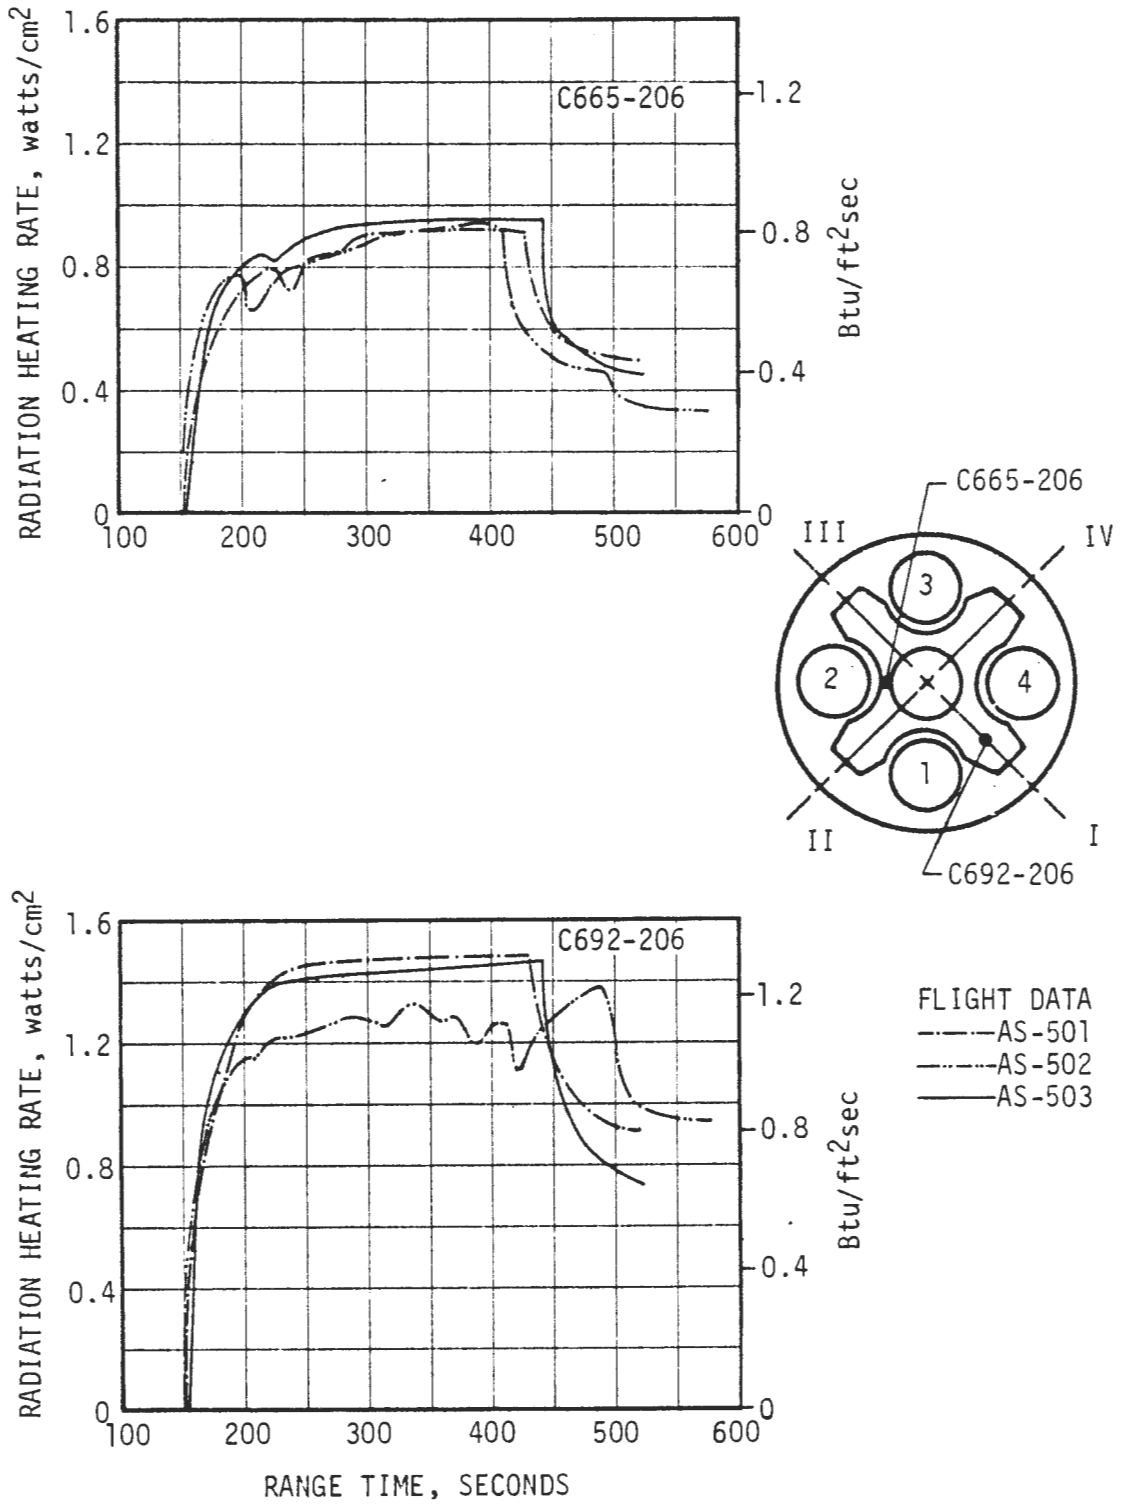 RADIATION HEATING RATE, watts/cm2
1.6
1.2
0.8
0.4
0
C665-206
1.2
0.8
0.4
0
Btu/ft2sec
100 200 300 400 500 600
C665-206
III
IV
3
2
4
1
II
I
C692-206
RADIATION HEATING RATE, watts/cm2
1.6
1.2
0.8
0.4
0
C692-206
1.2
0.8
0.4
0
Btu/ft2sec
100 200 300 400 500 600
RANGE TIME, SECONDS
FLIGHT DATA
AS-501
AS-502
AS-503